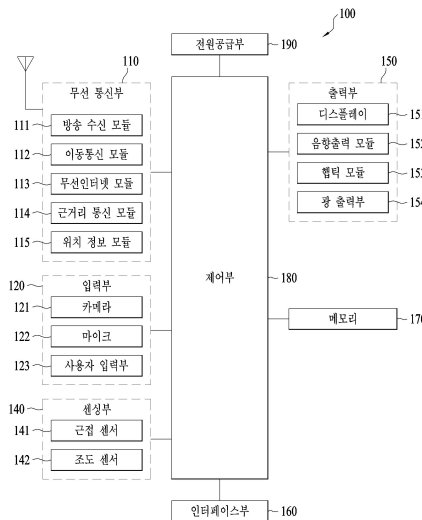 100
전원공급부
190
110
무선 통신부
111 방송 수신 모듈
112 이동통신 모듈
113 무선인터넷 모듈
114 근거리 통신 모듈
115 위치 정보 모듈
120 입력부
121 카메라
122 마이크
123 사용자 입력부
140 센싱부
141 근접 센서
142 조도 센서
제어부
180
150
출력부
디스플레이 151
음향출력 모듈 152
햅틱 모듈 153
광 출력부 154
메모리 170
인터페이스부 160